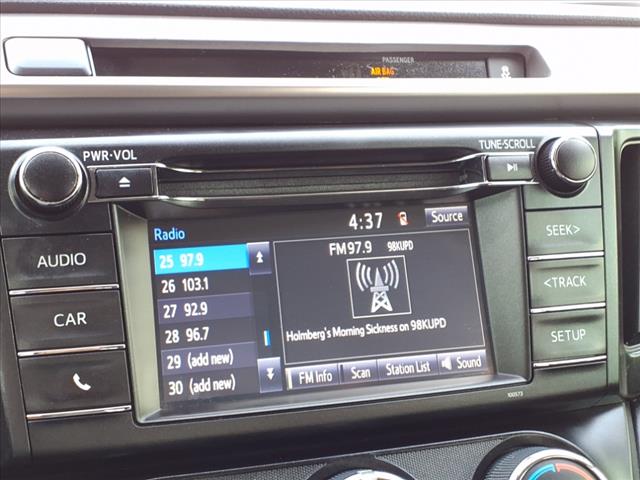 PASSENGER
AIR BAG
PWR•VOL
TUNE•SCROLL
4:37
Source
Radio
FM97.9 98KUPD
25 97.9
26 103.1
27 92.9
28 96.7
29 (add new)
30 (add new)
Holmberg's Morning Sickness on 98KUPD
FM Info
Scan
Station List
Sound
AUDIO
CAR
SEEK>
<TRACK
SETUP
100573